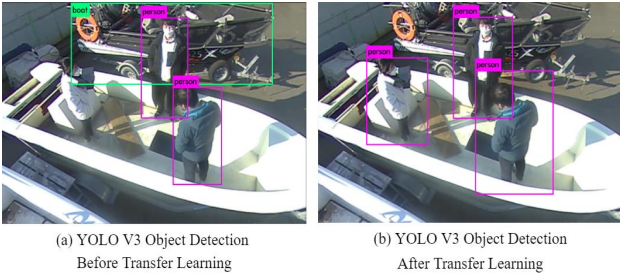 boat
person
person
person
person
person
(a) YOLO V3 Object Detection
Before Transfer Learning
(b) YOLO V3 Object Detection
After Transfer Learning